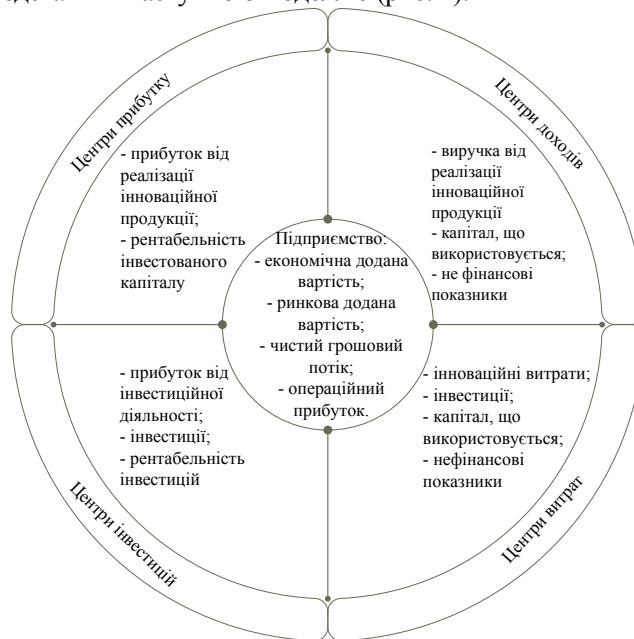 Центри прибутку
- прибуток від
реалізації
інноваційної
продукції;
- рентабельність
інвестованого
капіталу
Центри доходів
- виручка від
реалізації
інноваційної
продукції
- капітал, що
використовується;
- не фінансові
показники
Підприємство:
- економічна додана
вартість;
- ринкова додана
вартість;
- чистий грошовий
потік;
- операційний
прибуток.
- прибуток від
інвестиційної
діяльності;
- інвестиції;
- рентабельність
інвестицій
Центри інвестицій
- інноваційні витрати;
- інвестиції;
- капітал, що
використовується;
- нефінансові
показники
Центри витрат